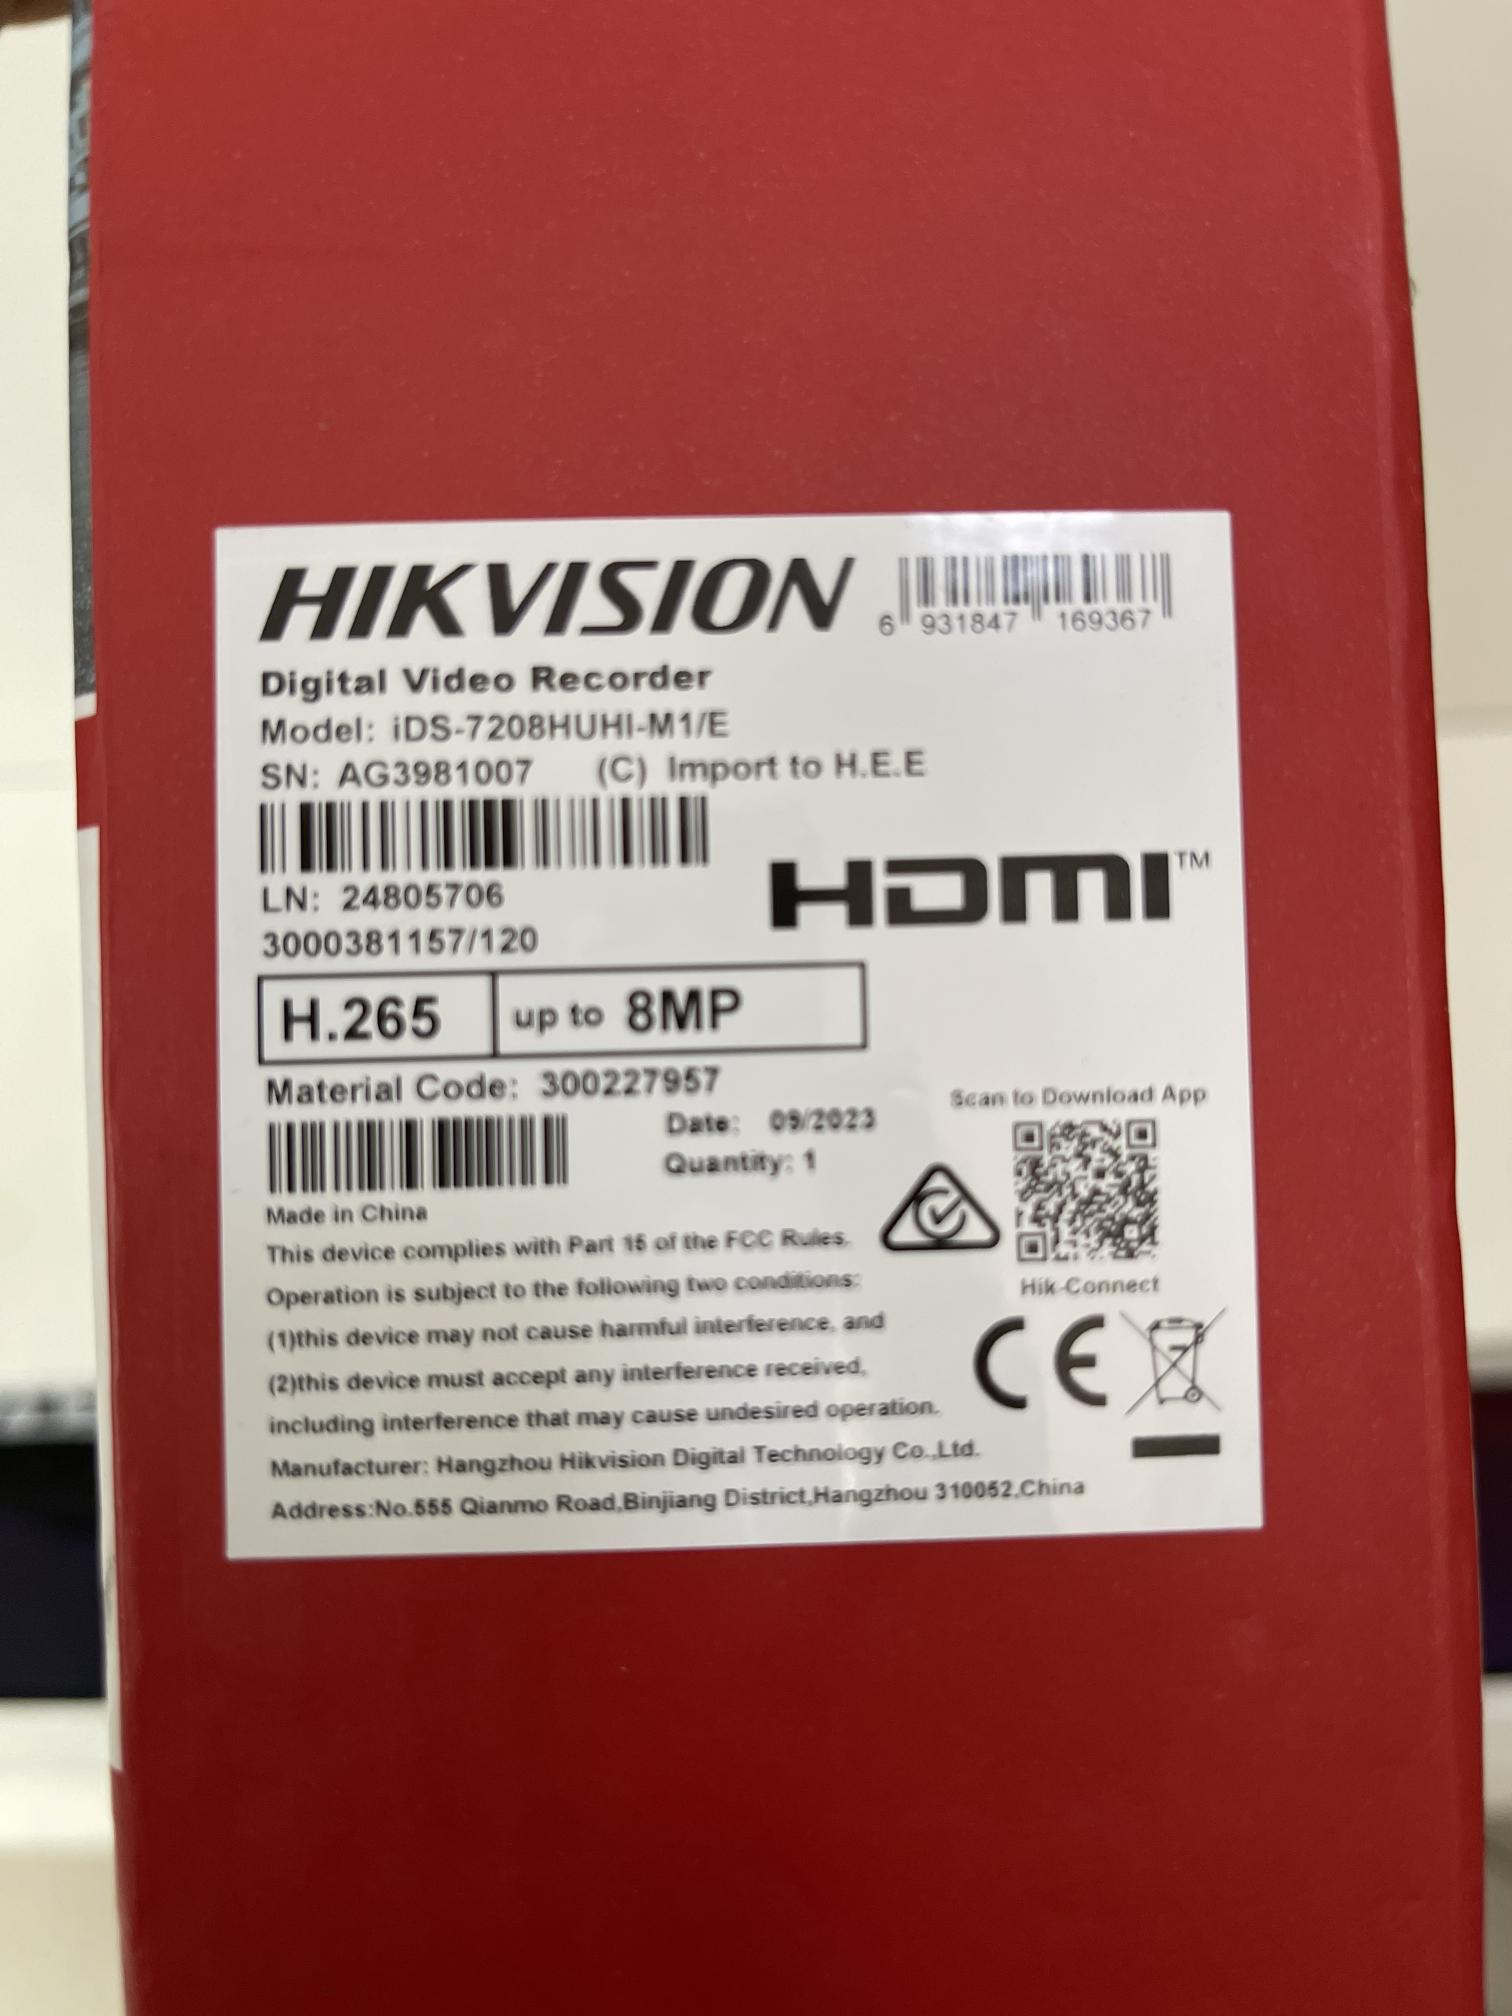 HIKVISION
6 931847 169367
Digital Video Recorder
Model: iDS-7208HUHI-M1/E
SN: AG3981007 (C) Import to H.E.E
HDMI™
LN: 24805706
3000381157/120
H.265 up to 8MP
Material Code: 300227957
Date: 09/2023
Quantity: 1
Scan to Download App
Hik-Connect
Made in China
This device complies with Part 15 of the FCC Rules.
Operation is subject to the following two conditions:
(1)this device may not cause harmful interference, and
(2)this device must accept any interference received,
including interference that may cause undesired operation.
CE
Manufacturer: Hangzhou Hikvision Digital Technology Co.,Ltd.
Address:No.555 Qianmo Road,Binjiang District,Hangzhou 310052,China